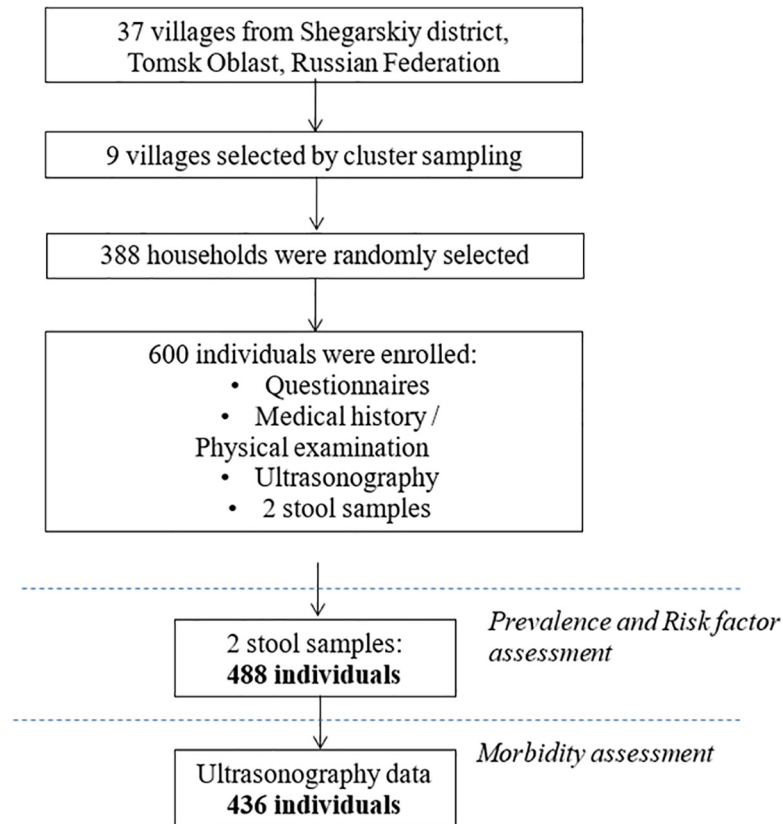 37 villages from Shegarskiy district,
Tomsk Oblast, Russian Federation
9 villages selected by cluster sampling
388 households were randomly selected
600 individuals were enrolled:
• Questionnaires
• Medical history /
Physical examination
• Ultrasonography
• 2 stool samples
Prevalence and Risk factor
assessment
2 stool samples:
488 individuals
Morbidity assessment
Ultrasonography data
436 individuals